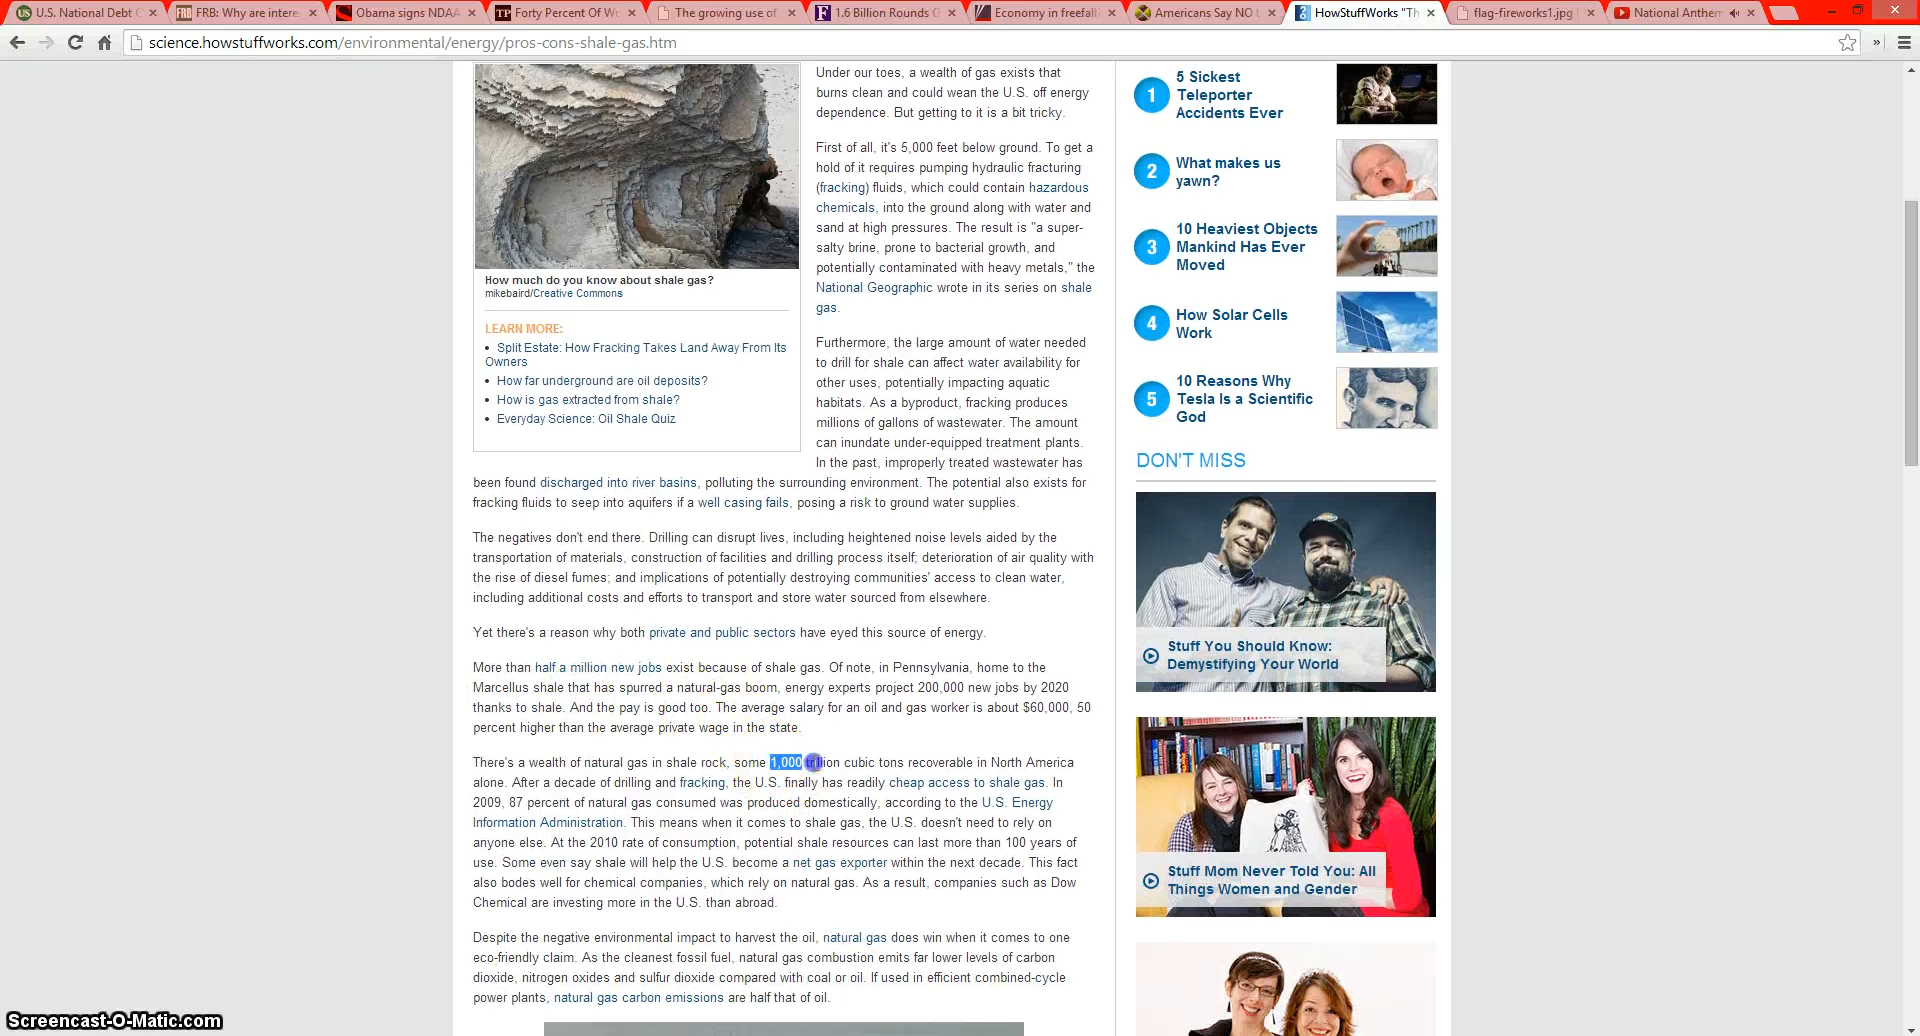 U.S. National Debt C
FRB: Why are intere
Obama signs NDAA
Forty Percent Of W
The growing use of
1.6 Billion Rounds O
Economy in freefall
Americans Say NO t
HowStuffWorks "Th
flag-fireworks1.jpg
National Anthem
science.howstuffworks.com/environmental/energy/pros-cons-shale-gas.htm
How much do you know about shale gas?
mikebaird/Creative Commons
LEARN MORE:
• Split Estate: How Fracking Takes Land Away From Its
Owners
• How far underground are oil deposits?
• How is gas extracted from shale?
• Everyday Science: Oil Shale Quiz
Under our toes, a wealth of gas exists that
burns clean and could wean the U.S. off energy
dependence. But getting to it is a bit tricky.
First of all, it's 5,000 feet below ground. To get a
hold of it requires pumping hydraulic fracturing
(fracking) fluids, which could contain hazardous
chemicals, into the ground along with water and
sand at high pressures. The result is "a super-
salty brine, prone to bacterial growth, and
potentially contaminated with heavy metals," the
National Geographic wrote in its series on shale
gas.
Furthermore, the large amount of water needed
to drill for shale can affect water availability for
other uses, potentially impacting aquatic
habitats. As a byproduct, fracking produces
millions of gallons of wastewater. The amount
can inundate under-equipped treatment plants.
In the past, improperly treated wastewater has
been found discharged into river basins, polluting the surrounding environment. The potential also exists for
fracking fluids to seep into aquifers if a well casing fails, posing a risk to ground water supplies.
The negatives don't end there. Drilling can disrupt lives, including heightened noise levels aided by the
transportation of materials, construction of facilities and drilling process itself; deterioration of air quality with
the rise of diesel fumes; and implications of potentially destroying communities' access to clean water,
including additional costs and efforts to transport and store water sourced from elsewhere.
Yet there's a reason why both private and public sectors have eyed this source of energy.
More than half a million new jobs exist because of shale gas. Of note, in Pennsylvania, home to the
Marcellus shale that has spurred a natural-gas boom, energy experts project 200,000 new jobs by 2020
thanks to shale. And the pay is good too. The average salary for an oil and gas worker is about $60,000, 50
percent higher than the average private wage in the state.
There's a wealth of natural gas in shale rock, some 1,000 trillion cubic tons recoverable in North America
alone. After a decade of drilling and fracking, the U.S. finally has readily cheap access to shale gas. In
2009, 87 percent of natural gas consumed was produced domestically, according to the U.S. Energy
Information Administration. This means when it comes to shale gas, the U.S. doesn't need to rely on
anyone else. At the 2010 rate of consumption, potential shale resources can last more than 100 years of
use. Some even say shale will help the U.S. become a net gas exporter within the next decade. This fact
also bodes well for chemical companies, which rely on natural gas. As a result, companies such as Dow
Chemical are investing more in the U.S. than abroad.
Despite the negative environmental impact to harvest the oil, natural gas does win when it comes to one
eco-friendly claim. As the cleanest fossil fuel, natural gas combustion emits far lower levels of carbon
dioxide, nitrogen oxides and sulfur dioxide compared with coal or oil. If used in efficient combined-cycle
power plants, natural gas carbon emissions are half that of oil.
1
5 Sickest
Teleporter
Accidents Ever
2
What makes us
yawn?
3
10 Heaviest Objects
Mankind Has Ever
Moved
4
How Solar Cells
Work
5
10 Reasons Why
Tesla Is a Scientific
God
DON'T MISS
Stuff You Should Know:
Demystifying Your World
Stuff Mom Never Told You: All
Things Women and Gender
Screencast-O-Matic.com